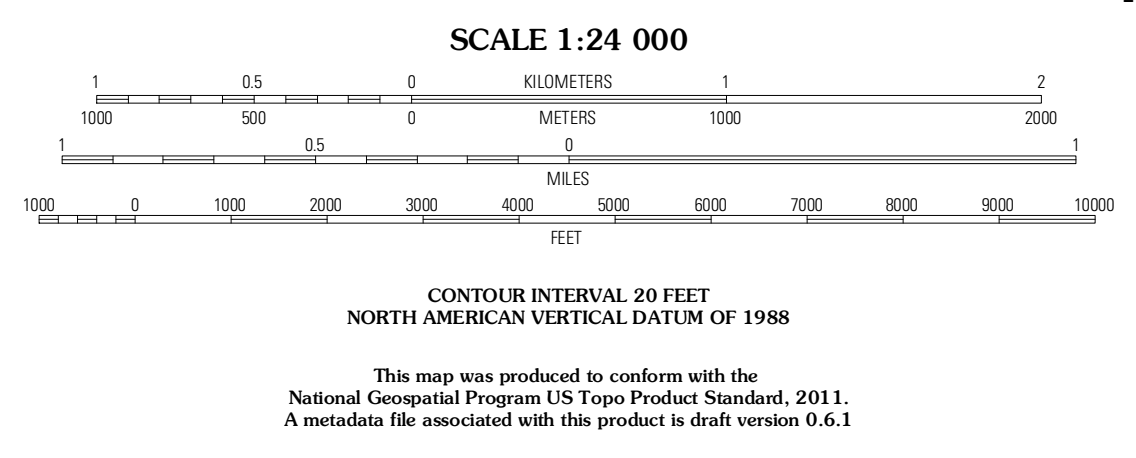 SCALE 1:24 000
1 0.5 0 KILOMETERS 1 2
1000 500 0 METERS 1000 2000
1 0.5 0 1
MILES
1000 0 1000 2000 3000 4000 5000 6000 7000 8000 9000 10000
FEET
CONTOUR INTERVAL 20 FEET
NORTH AMERICAN VERTICAL DATUM OF 1988
This map was produced to conform with the
National Geospatial Program US Topo Product Standard, 2011.
A metadata file associated with this product is draft version 0.6.1